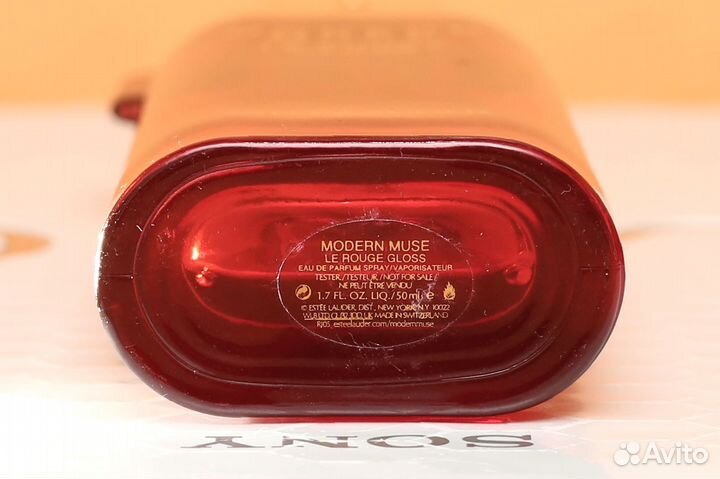 MODERN MUSE
LE ROUGE GLOSS
EAU DE PARFUM SPRAY/VAPORISATEUR
TESTER/TESTEUR/NOT FOR SALE/
NE PEUT ÊTRE VENDU
1.7 FL. OZ. LIQ./50ml e
© ESTÉE LAUDER, DIST., NEW YORK, N.Y. 10022
MADE IN SWITZERLAND
esteelauder.com/modernmuse
SONY
Avito